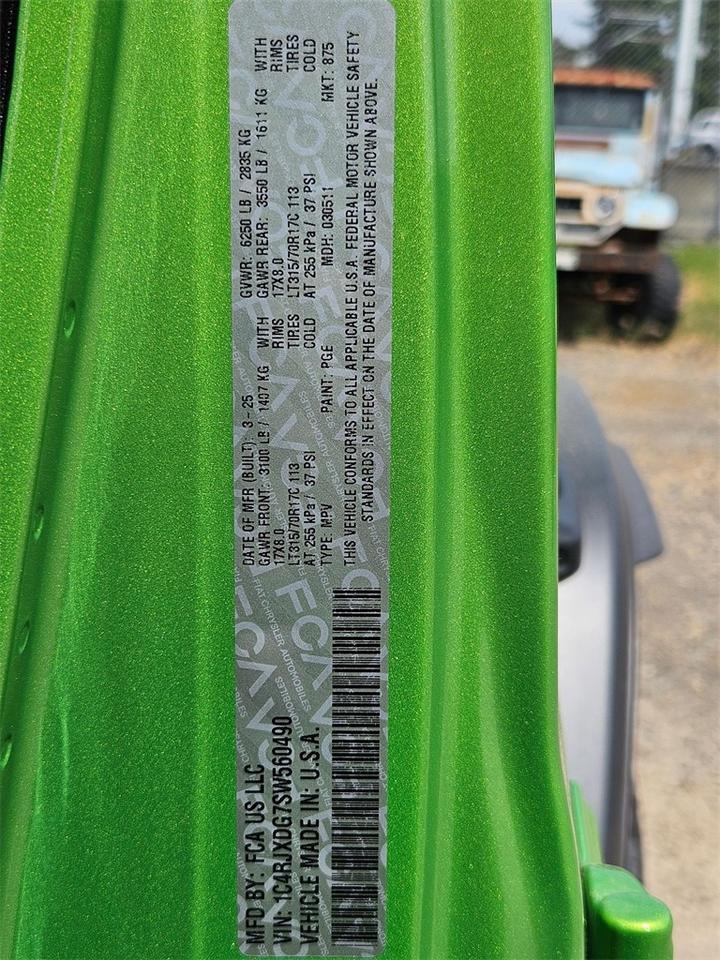 MFD BY: FCA US LLC
VIN: 1C4RJXDG7SW560490
VEHICLE MADE IN: U.S.A.
DATE OF MFR (BUILT): 3-25 GVWR: 6250 LB / 2835 KG
GAWR FRONT: 3100 LB / 1407 KG WITH GAWR REAR: 3550 LB / 1611 KG WITH
17X8.0 RIMS 17X8.0 RIMS
LT315/70R17C 113 TIRES LT315/70R17C 113 TIRES
AT 255 kPa / 37 PSI COLD AT 255 kPa / 37 PSI COLD
TYPE: MPV PAINT: PGE MDH: 030511 MKT: 875
THIS VEHICLE CONFORMS TO ALL APPLICABLE U.S.A. FEDERAL MOTOR VEHICLE SAFETY
STANDARDS IN EFFECT ON THE DATE OF MANUFACTURE SHOWN ABOVE.